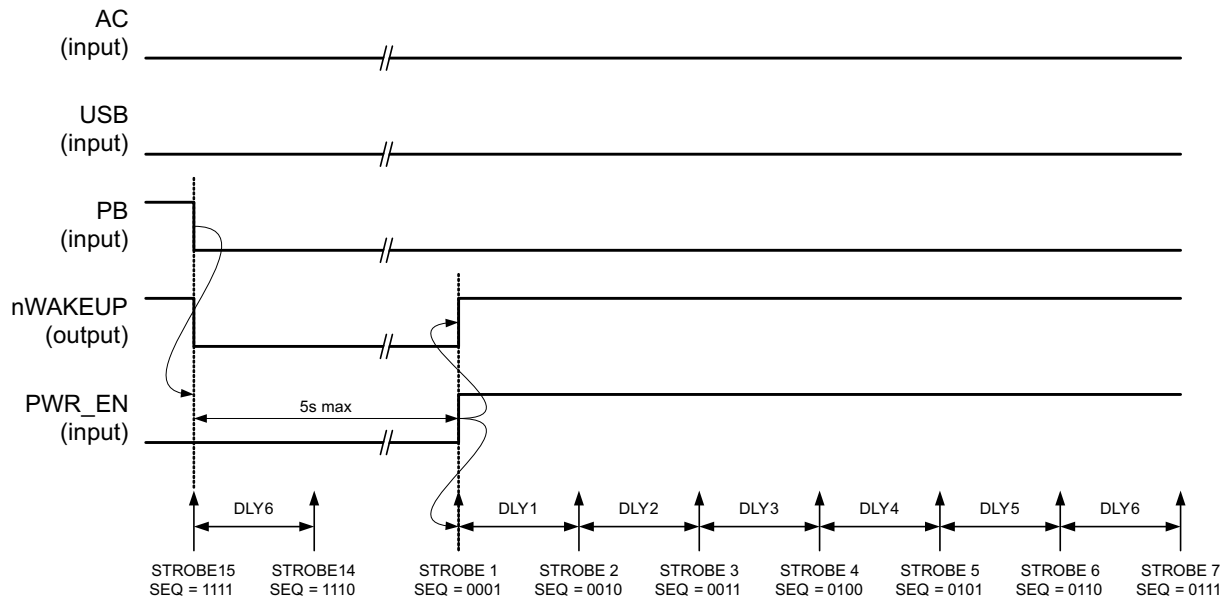 AC
(input)
USB
(input)
PB
(input)
nWAKEUP
(output)
PWR_EN
(input)
5s max
DLY6
DLY1
DLY2
DLY3
DLY4
DLY5
DLY6
STROBE15
SEQ = 1111
STROBE14
SEQ = 1110
STROBE 1
SEQ = 0001
STROBE 2
SEQ = 0010
STROBE 3
SEQ = 0011
STROBE 4
SEQ = 0100
STROBE 5
SEQ = 0101
STROBE 6
SEQ = 0110
STROBE 7
SEQ = 0111